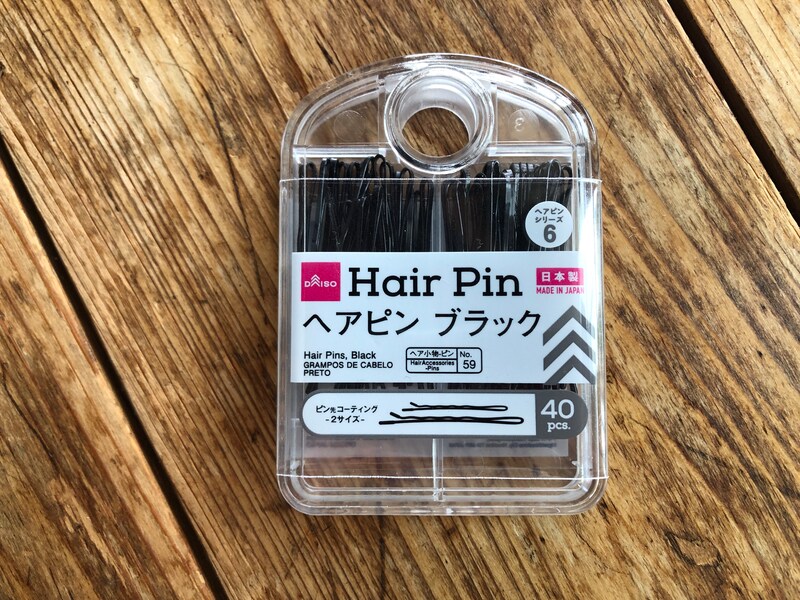 ヘアピン
シリーズ
6
DAISO
Hair Pin
日本製
MADE IN JAPAN
ヘアピン ブラック
Hair Pins, Black
GRAMPOS DE CABELO
PRETO
ヘア小物-ピン
HairAccessories
-Pins
No.
59
ピン先コーティング
-2サイズ-
40
pcs.